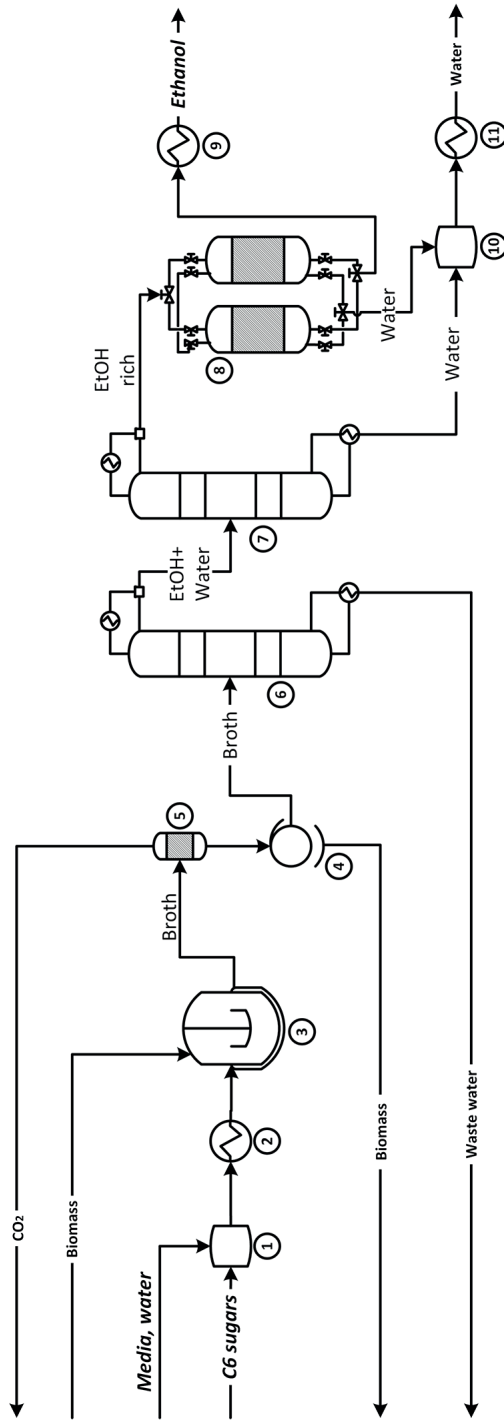 CO₂
Biomass
Media, water
C6 sugars
1
2
3
Broth
5
4
Biomass
Waste water
Broth
6
EtOH+
Water
7
EtOH
rich
8
Water
Water
9
Ethanol
10
11
Water